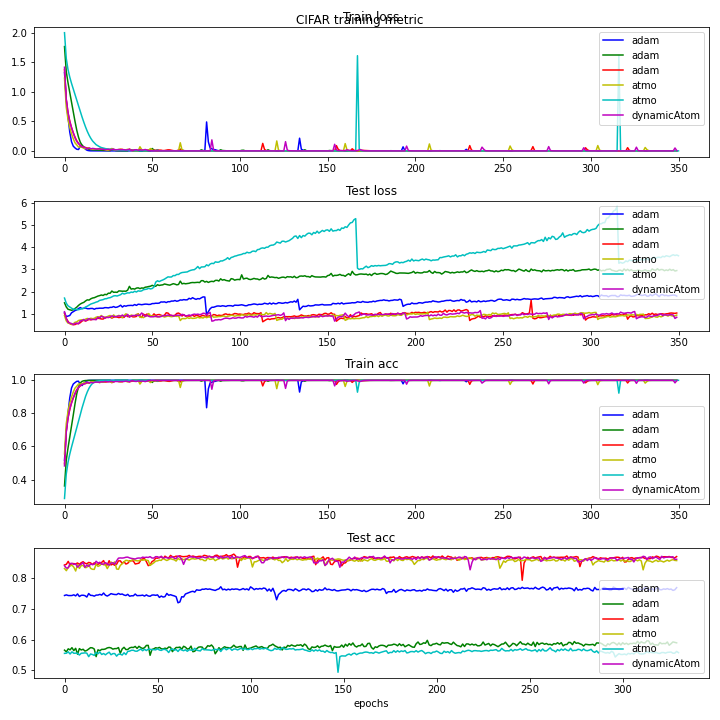 Train loss
CIFAR training metric
2.0
1.5
1.0
0.5
0.0
adam
adam
adam
atmo
atmo
dynamicAtom
0 50 100 150 200 250 300 350
Test loss
6
5
4
3
2
1
adam
adam
adam
atmo
atmo
dynamicAtom
0 50 100 150 200 250 300 350
Train acc
1.0
0.8
0.6
0.4
adam
adam
adam
atmo
atmo
dynamicAtom
0 50 100 150 200 250 300 350
Test acc
0.8
0.7
0.6
0.5
adam
adam
adam
atmo
atmo
dynamicAtom
0 50 100 150 200 250 300
epochs